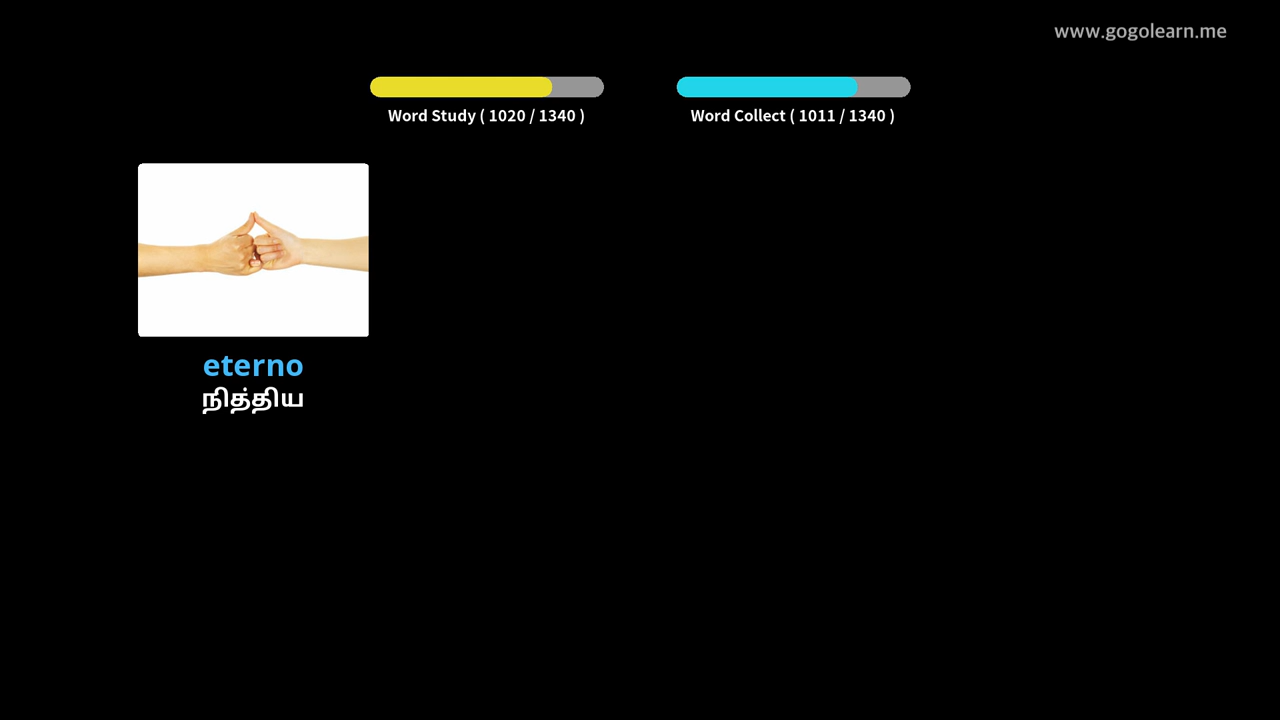 www.gogolearn.me
Word Study ( 1020 / 1340 )
Word Collect ( 1011 / 1340 )
eterno
நித்திய